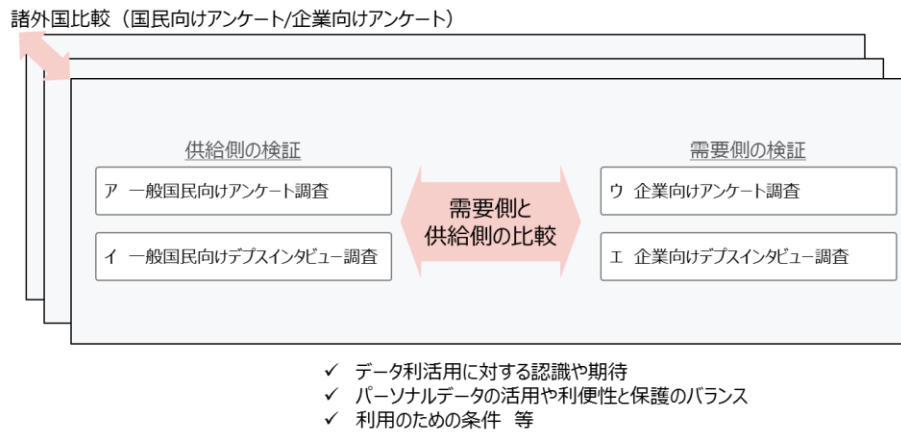 諸外国比較（国民向けアンケート/企業向けアンケート）
供給側の検証
ア 一般国民向けアンケート調査
イ 一般国民向けデプスインタビュー調査
需要側と
供給側の比較
需要側の検証
ウ 企業向けアンケート調査
エ 企業向けデプスインタビュー調査
✓ データ利活用に対する認識や期待
✓ パーソナルデータの活用や利便性と保護のバランス
✓ 利用のための条件 等